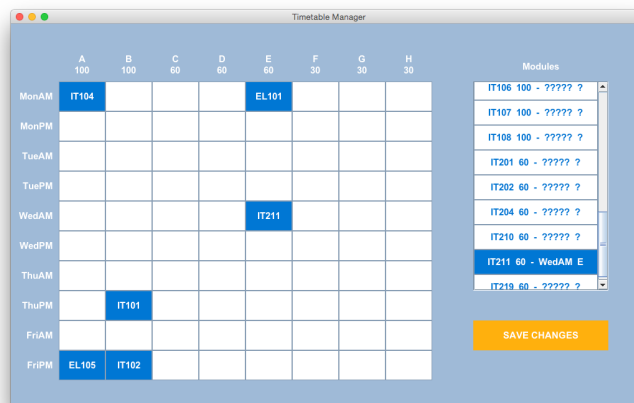 Timetable Manager
A B C D E F G H
100 100 60 60 60 30 30 30
MonAM IT104 EL101
MonPM
TueAM
TuePM
WedAM IT211
WedPM
ThuAM
ThuPM IT101
FriAM
FriPM EL105 IT102
Modules
IT106 100 - ????? ?
IT107 100 - ????? ?
IT108 100 - ????? ?
IT201 60 - ????? ?
IT202 60 - ????? ?
IT204 60 - ????? ?
IT210 60 - ????? ?
IT211 60 - WedAM E
IT219 60 - ????? ?
SAVE CHANGES